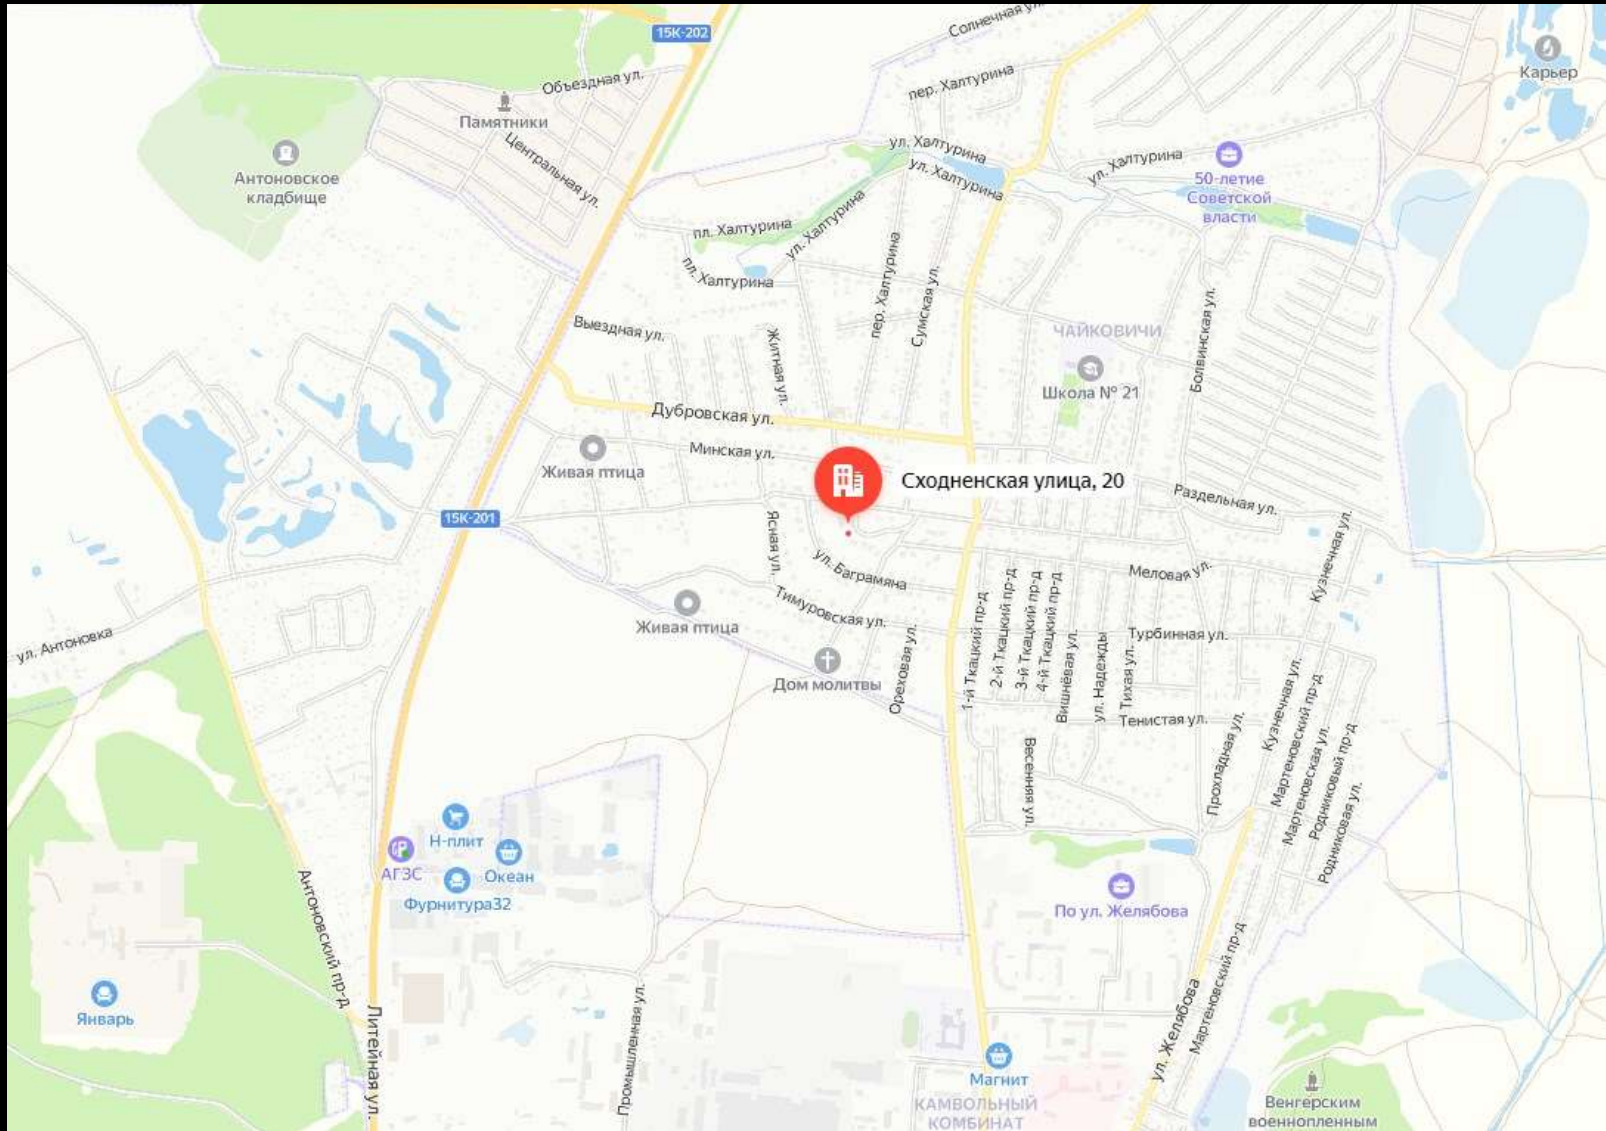 15К-202
Солнечная ул.
Карьер
Объездная ул.
пер. Халтурина
Памятники
Центральная ул.
ул. Халтурина
ул. Халтурина
ул. Халтурина
50-летие
Советской
власти
Антоновское
кладбище
пл. Халтурина
ул. Халтурина
пл. Халтурина
пер. Халтурина
Сумская ул.
Выездная ул.
Житная ул.
ЧАЙКОВИЧИ
Болвинская ул.
Школа № 21
Дубровская ул.
Минская ул.
Живая птица
Сходненская улица, 20
Раздельная ул.
15К-201
Ясная ул.
Кузнечная ул.
ул. Баграмяна
Меловая ул.
Тимуровская ул.
Живая птица
ул. Антоновка
1-й Ткацкий пр-д
2-й Ткацкий пр-д
3-й Ткацкий пр-д
4-й Ткацкий пр-д
Вишнёвая ул.
ул. Надежды
Тихая ул.
Турбинная ул.
Дом молитвы
Ореховая ул.
Тенистая ул.
Кузнечная ул.
Мартеновский пр-д
Мартеновская ул.
Родниковый пр-д
Родниковая ул.
Весенняя ул.
Прохладная ул.
Н-плит
АГЗС
Океан
Фурнитура32
По ул. Желябова
Антоновский пр-д
Январь
Литейная ул.
Промышленная ул.
Мартеновский пр-д
ул. Желябова
Магнит
КАМВОЛЬНЫЙ
КОМБИНАТ
Венгерским
военнопленным